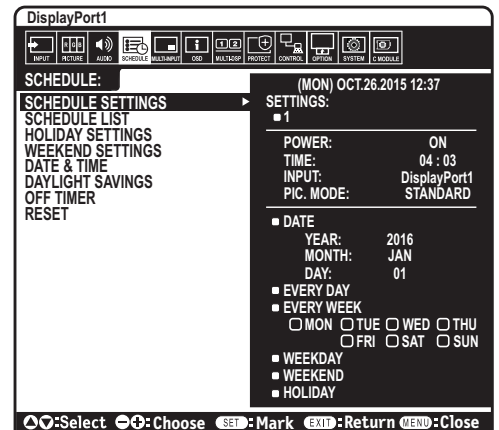 DisplayPort1
INPUT RGB PICTURE AUDIO SCHEDULE MULTI-INPUT OSD 1 2 MULTI-DSP PROTECT CONTROL OPTION SYSTEM C MODULE
SCHEDULE:
SCHEDULE SETTINGS
SCHEDULE LIST
HOLIDAY SETTINGS
WEEKEND SETTINGS
DATE & TIME
DAYLIGHT SAVINGS
OFF TIMER
RESET
(MON) OCT.26.2015 12:37
SETTINGS:
1
POWER: ON
TIME: 04 : 03
INPUT: DisplayPort1
PIC. MODE: STANDARD
DATE
YEAR: 2016
MONTH: JAN
DAY: 01
EVERY DAY
EVERY WEEK
MON TUE WED THU
FRI SAT SUN
WEEKDAY
WEEKEND
HOLIDAY
:Select :Choose SET:Mark EXIT:Return MENU:Close